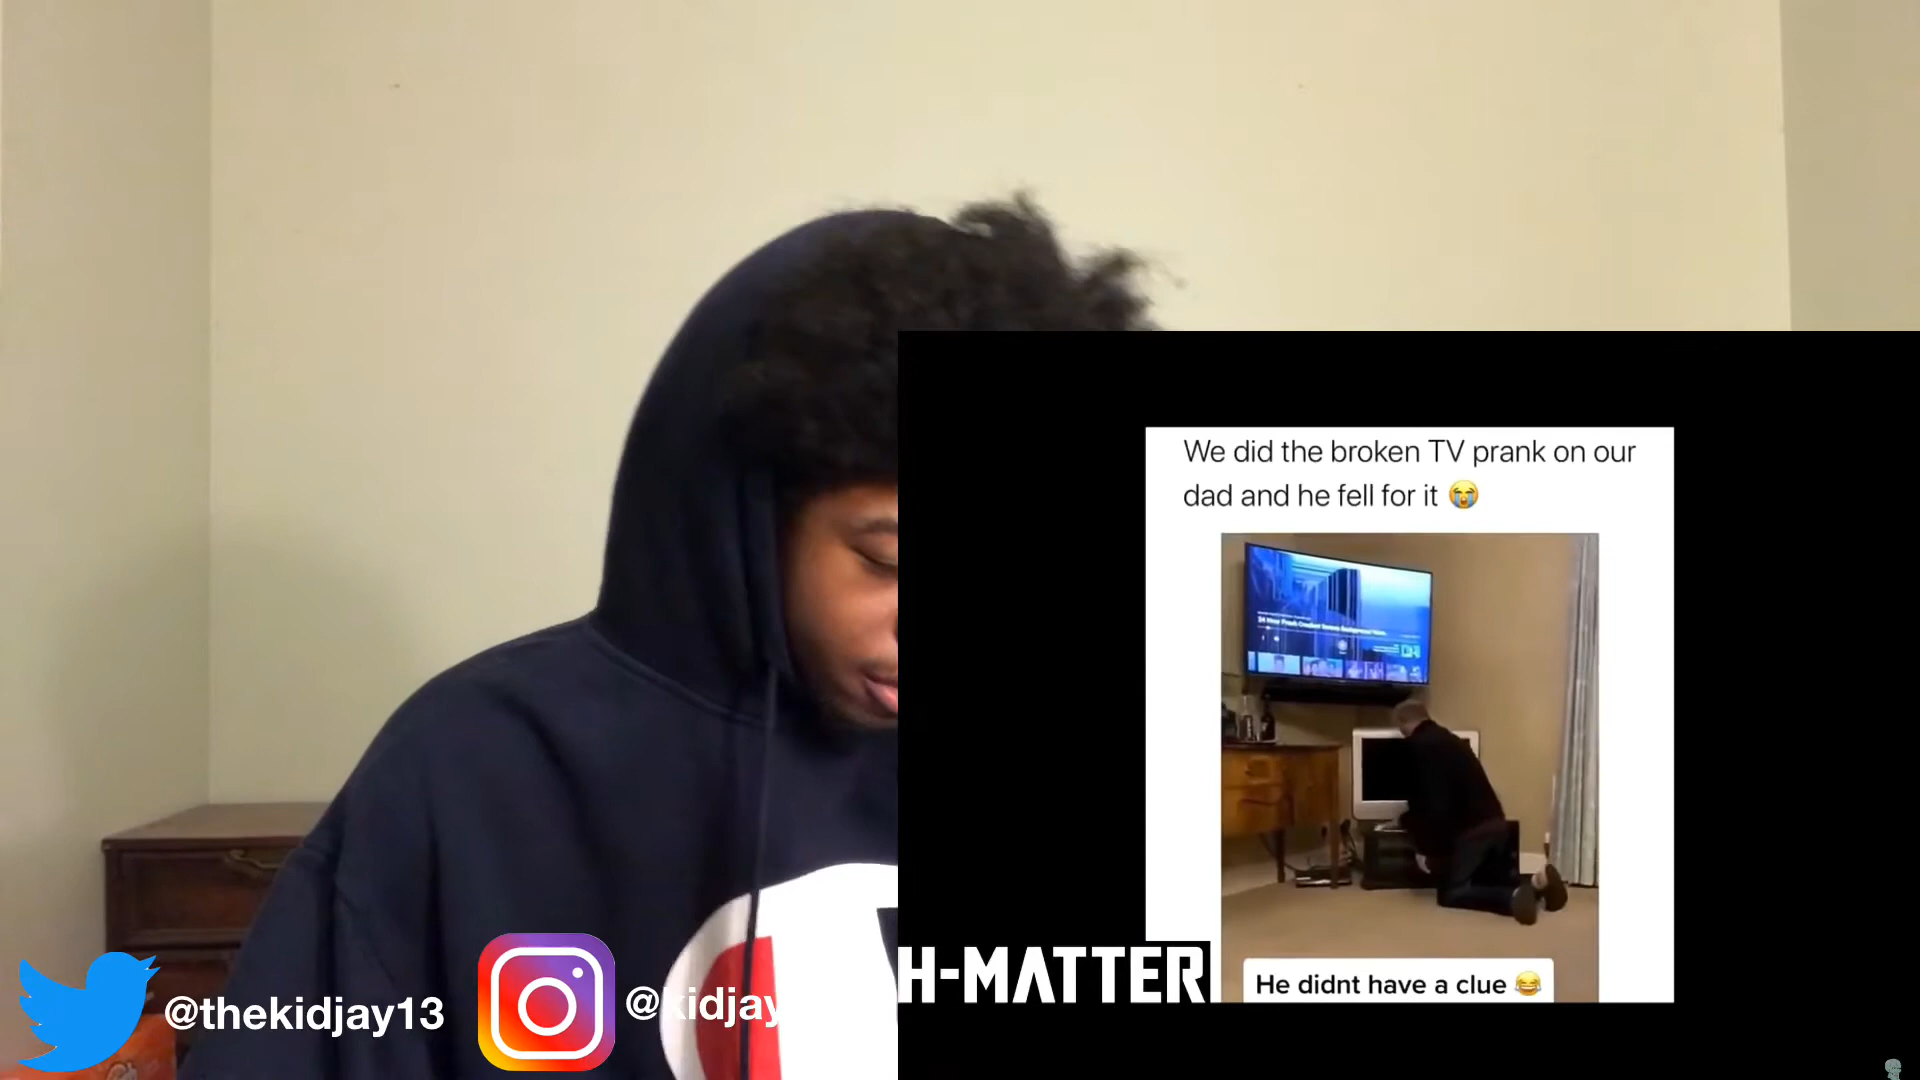 We did the broken TV prank on our
dad and he fell for it 😭
H-MATTER
He didnt have a clue 😂
@thekidjay13
@kidjay